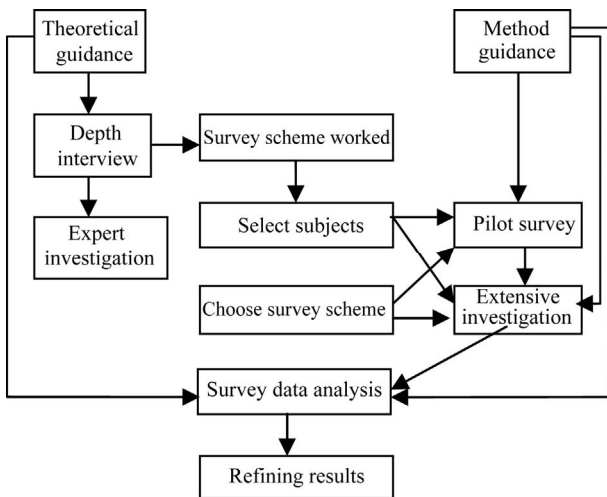 Theoretical
guidance
Method
guidance
Depth
interview
Survey scheme worked
Expert
investigation
Select subjects
Pilot survey
Choose survey scheme
Extensive
investigation
Survey data analysis
Refining results